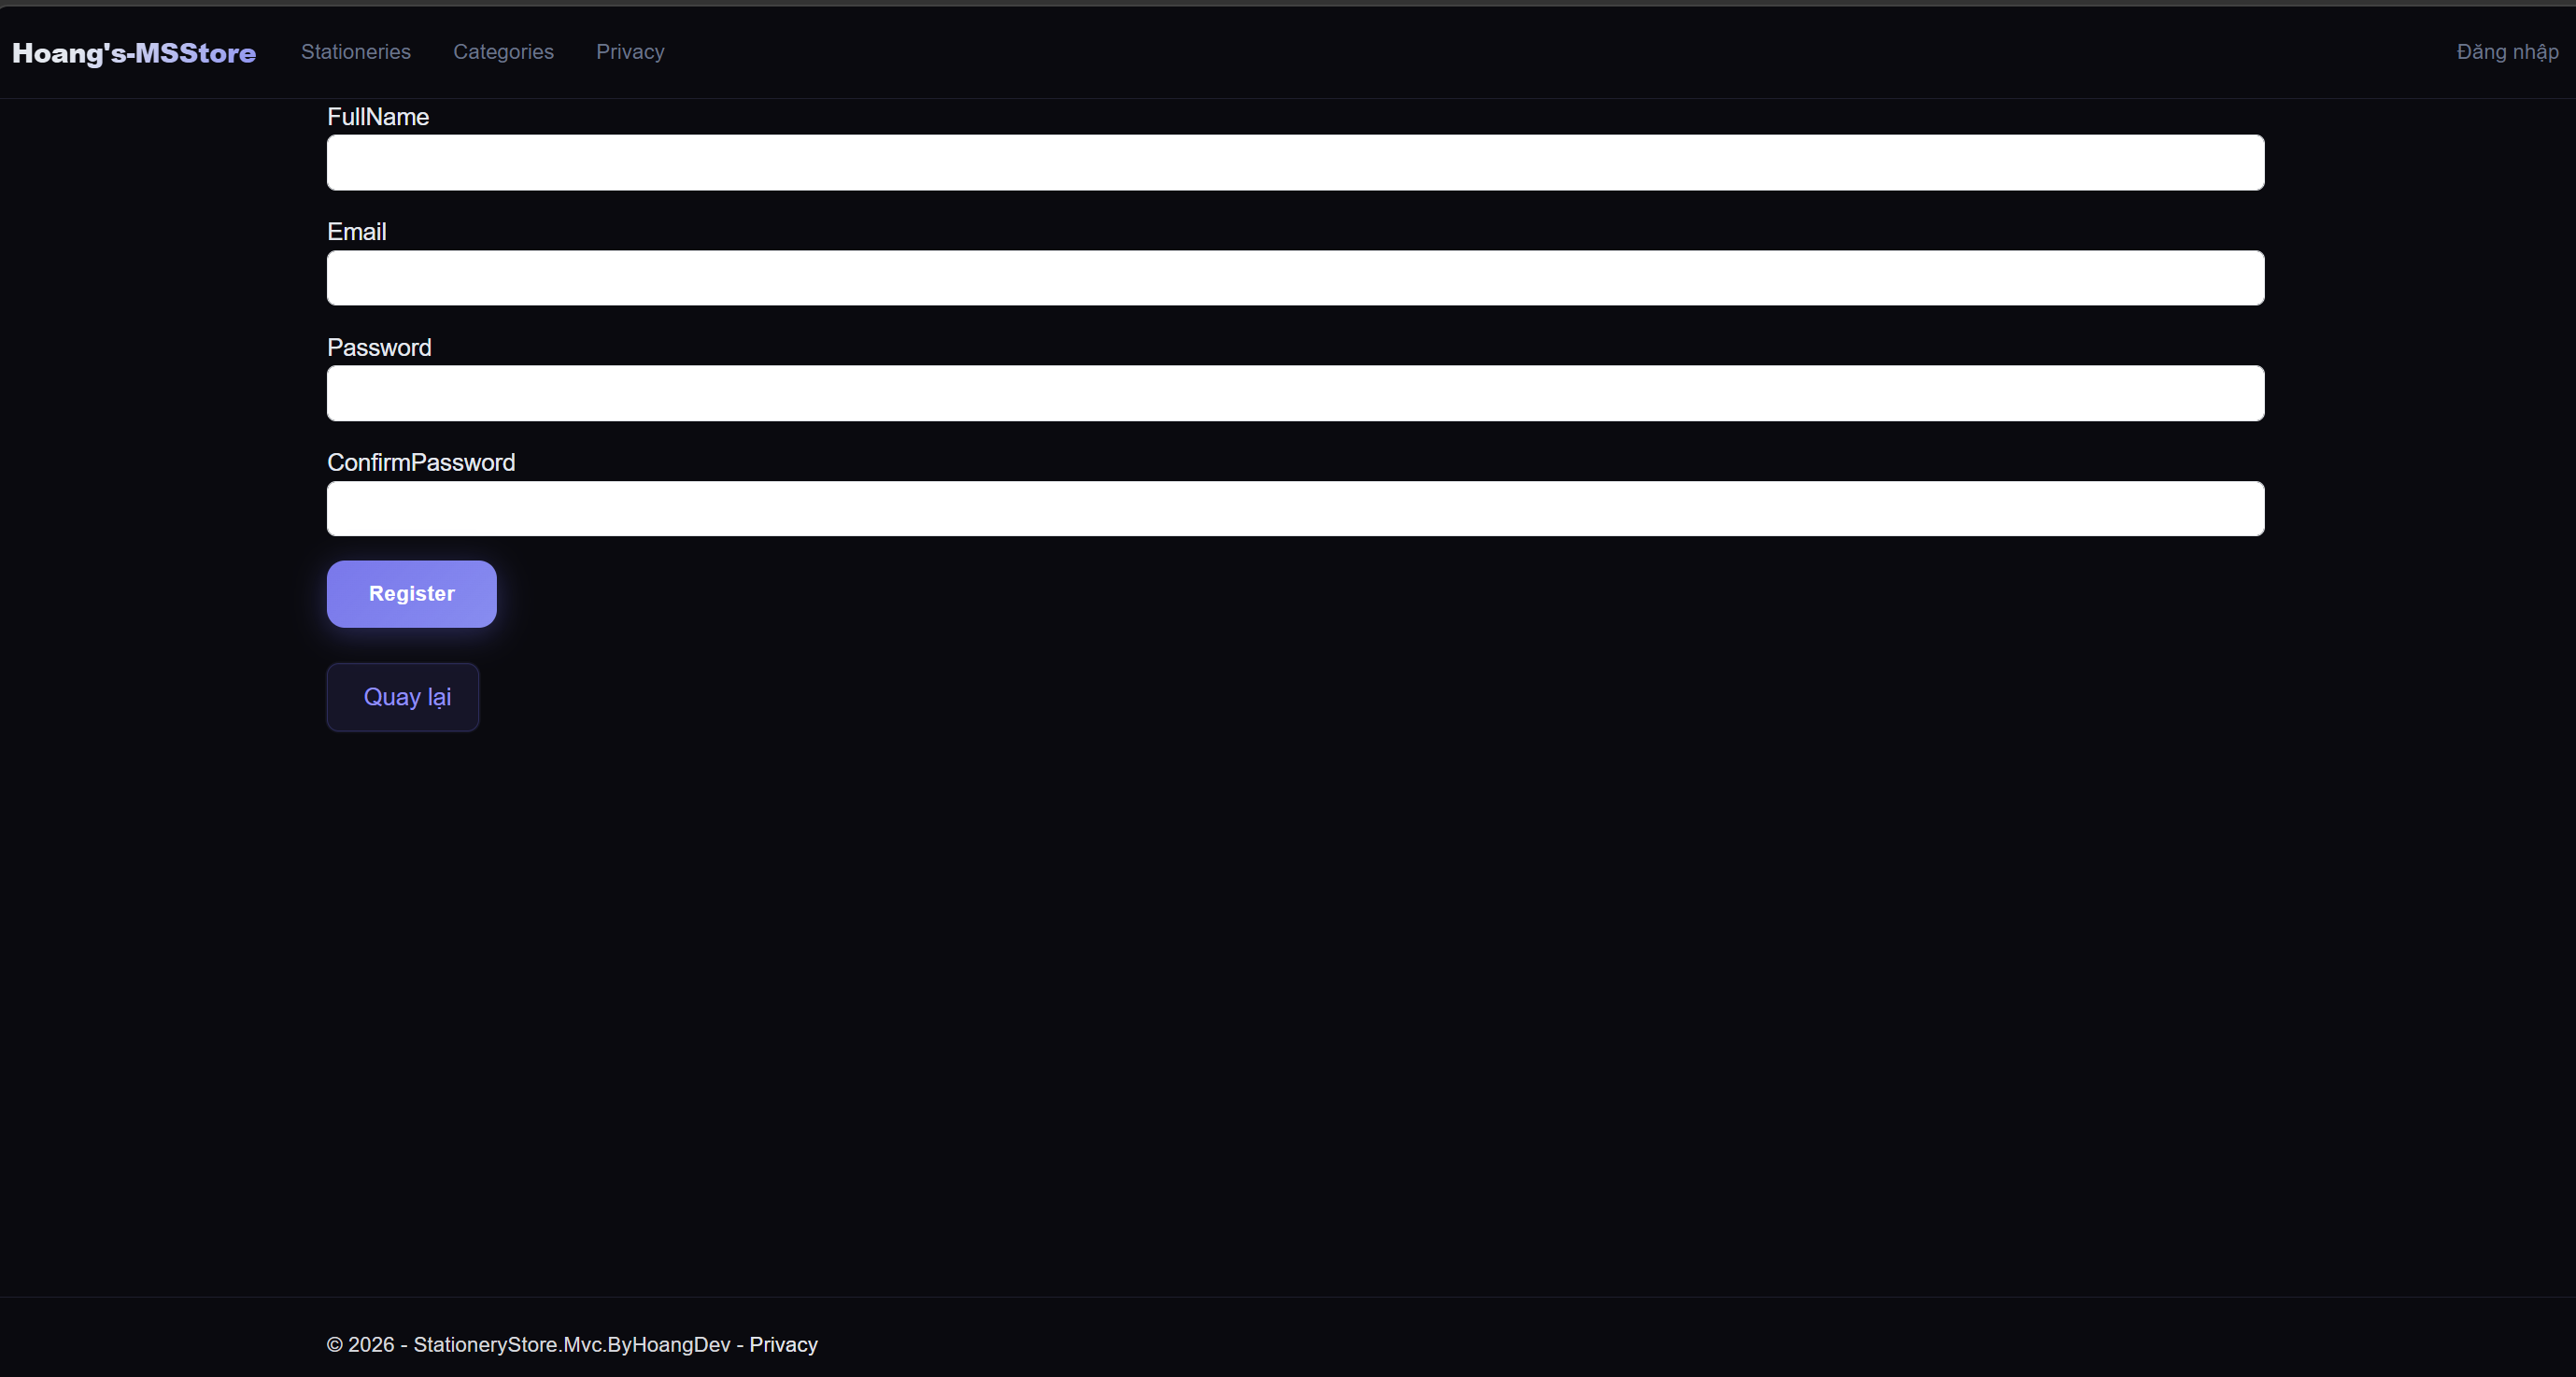 Hoang's-MSStore Stationeries Categories Privacy Đăng nhập
FullName
Email
Password
ConfirmPassword
Register
Quay lại
© 2026 - StationeryStore.Mvc.ByHoangDev - Privacy